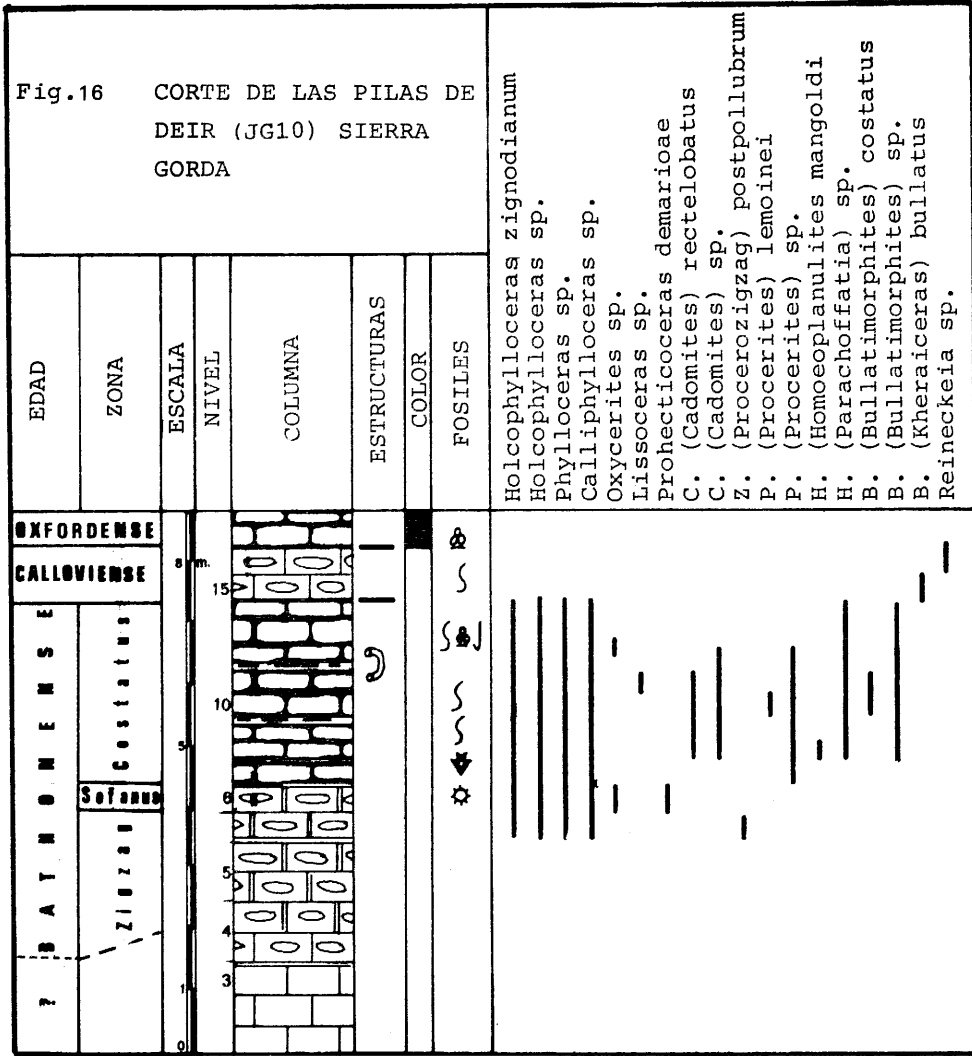 Fig.16 CORTE DE LAS PILAS DE
DEIR (JG10) SIERRA
GORDA
EDAD
ZONA
ESCALA
NIVEL
COLUMNA
ESTRUCTURAS
COLOR
FOSILES
Holcophylloceras zignodianum
Holcophylloceras sp.
Phylloceras sp.
Calliphylloceras sp.
Oxycerites sp.
Lissoceras sp.
Prohecticoceras demarioae
C. (Cadomites) rectelobatus
C. (Cadomites) sp.
Z. (Procerozigzag) postpollubrum
P. (Procerites) lemoinei
P. (Procerites) sp.
H. (Homoeoplanulites mangoldi
H. (Parachoffatia) sp.
B. (Bullatimorphites) costatus
B. (Bullatimorphites) sp.
B. (Kheraiceras) bullatus
Reineckeia sp.
OXFORDENSE
CALLOVIENSE
BATHONENSE
?
Costatus
Sofanus
Zigzag
8 m.
5
1
0
15
10
6
5
4
3